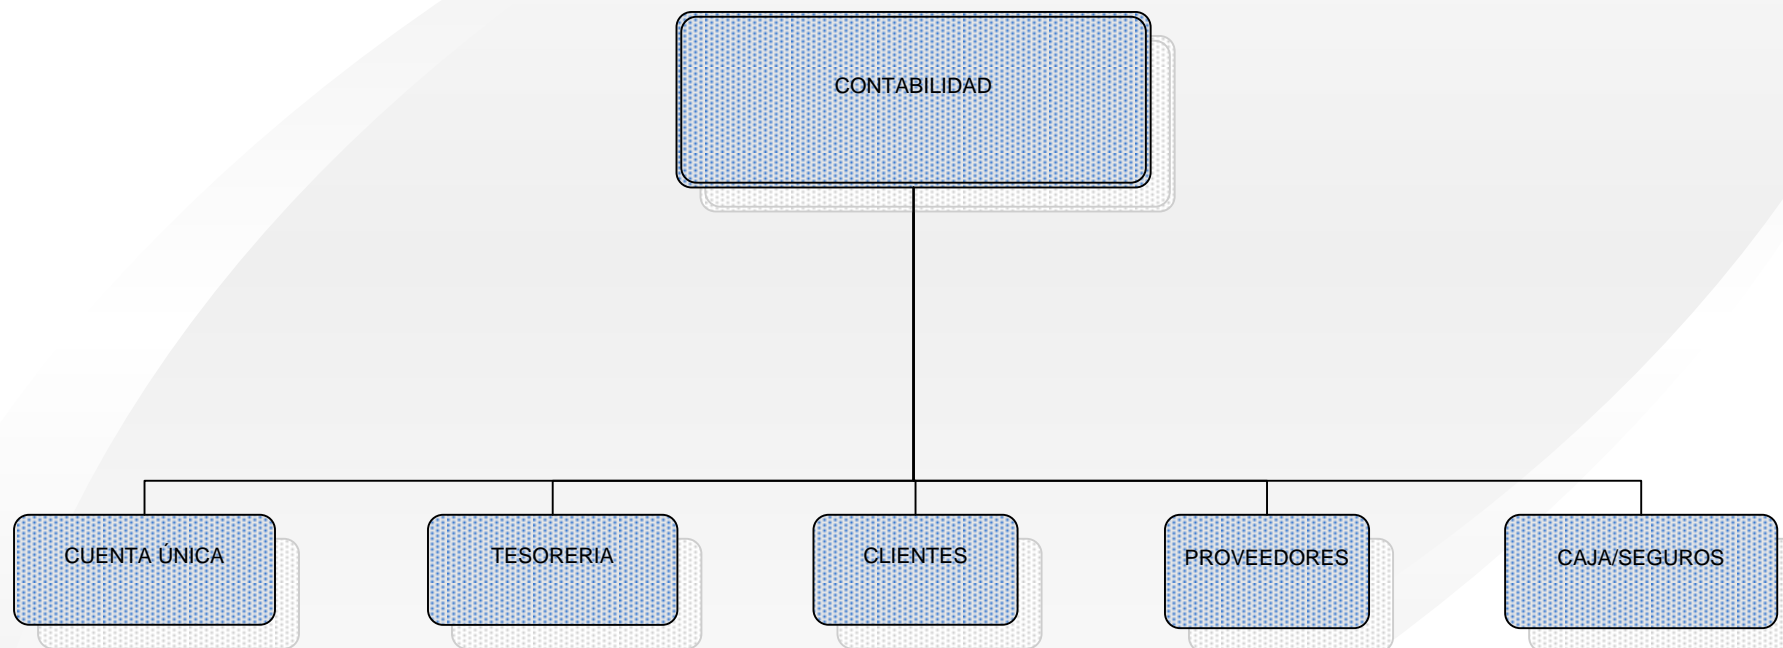 CONTABILIDAD
CUENTA ÚNICA
TESORERIA
CLIENTES
PROVEEDORES
CAJA/SEGUROS